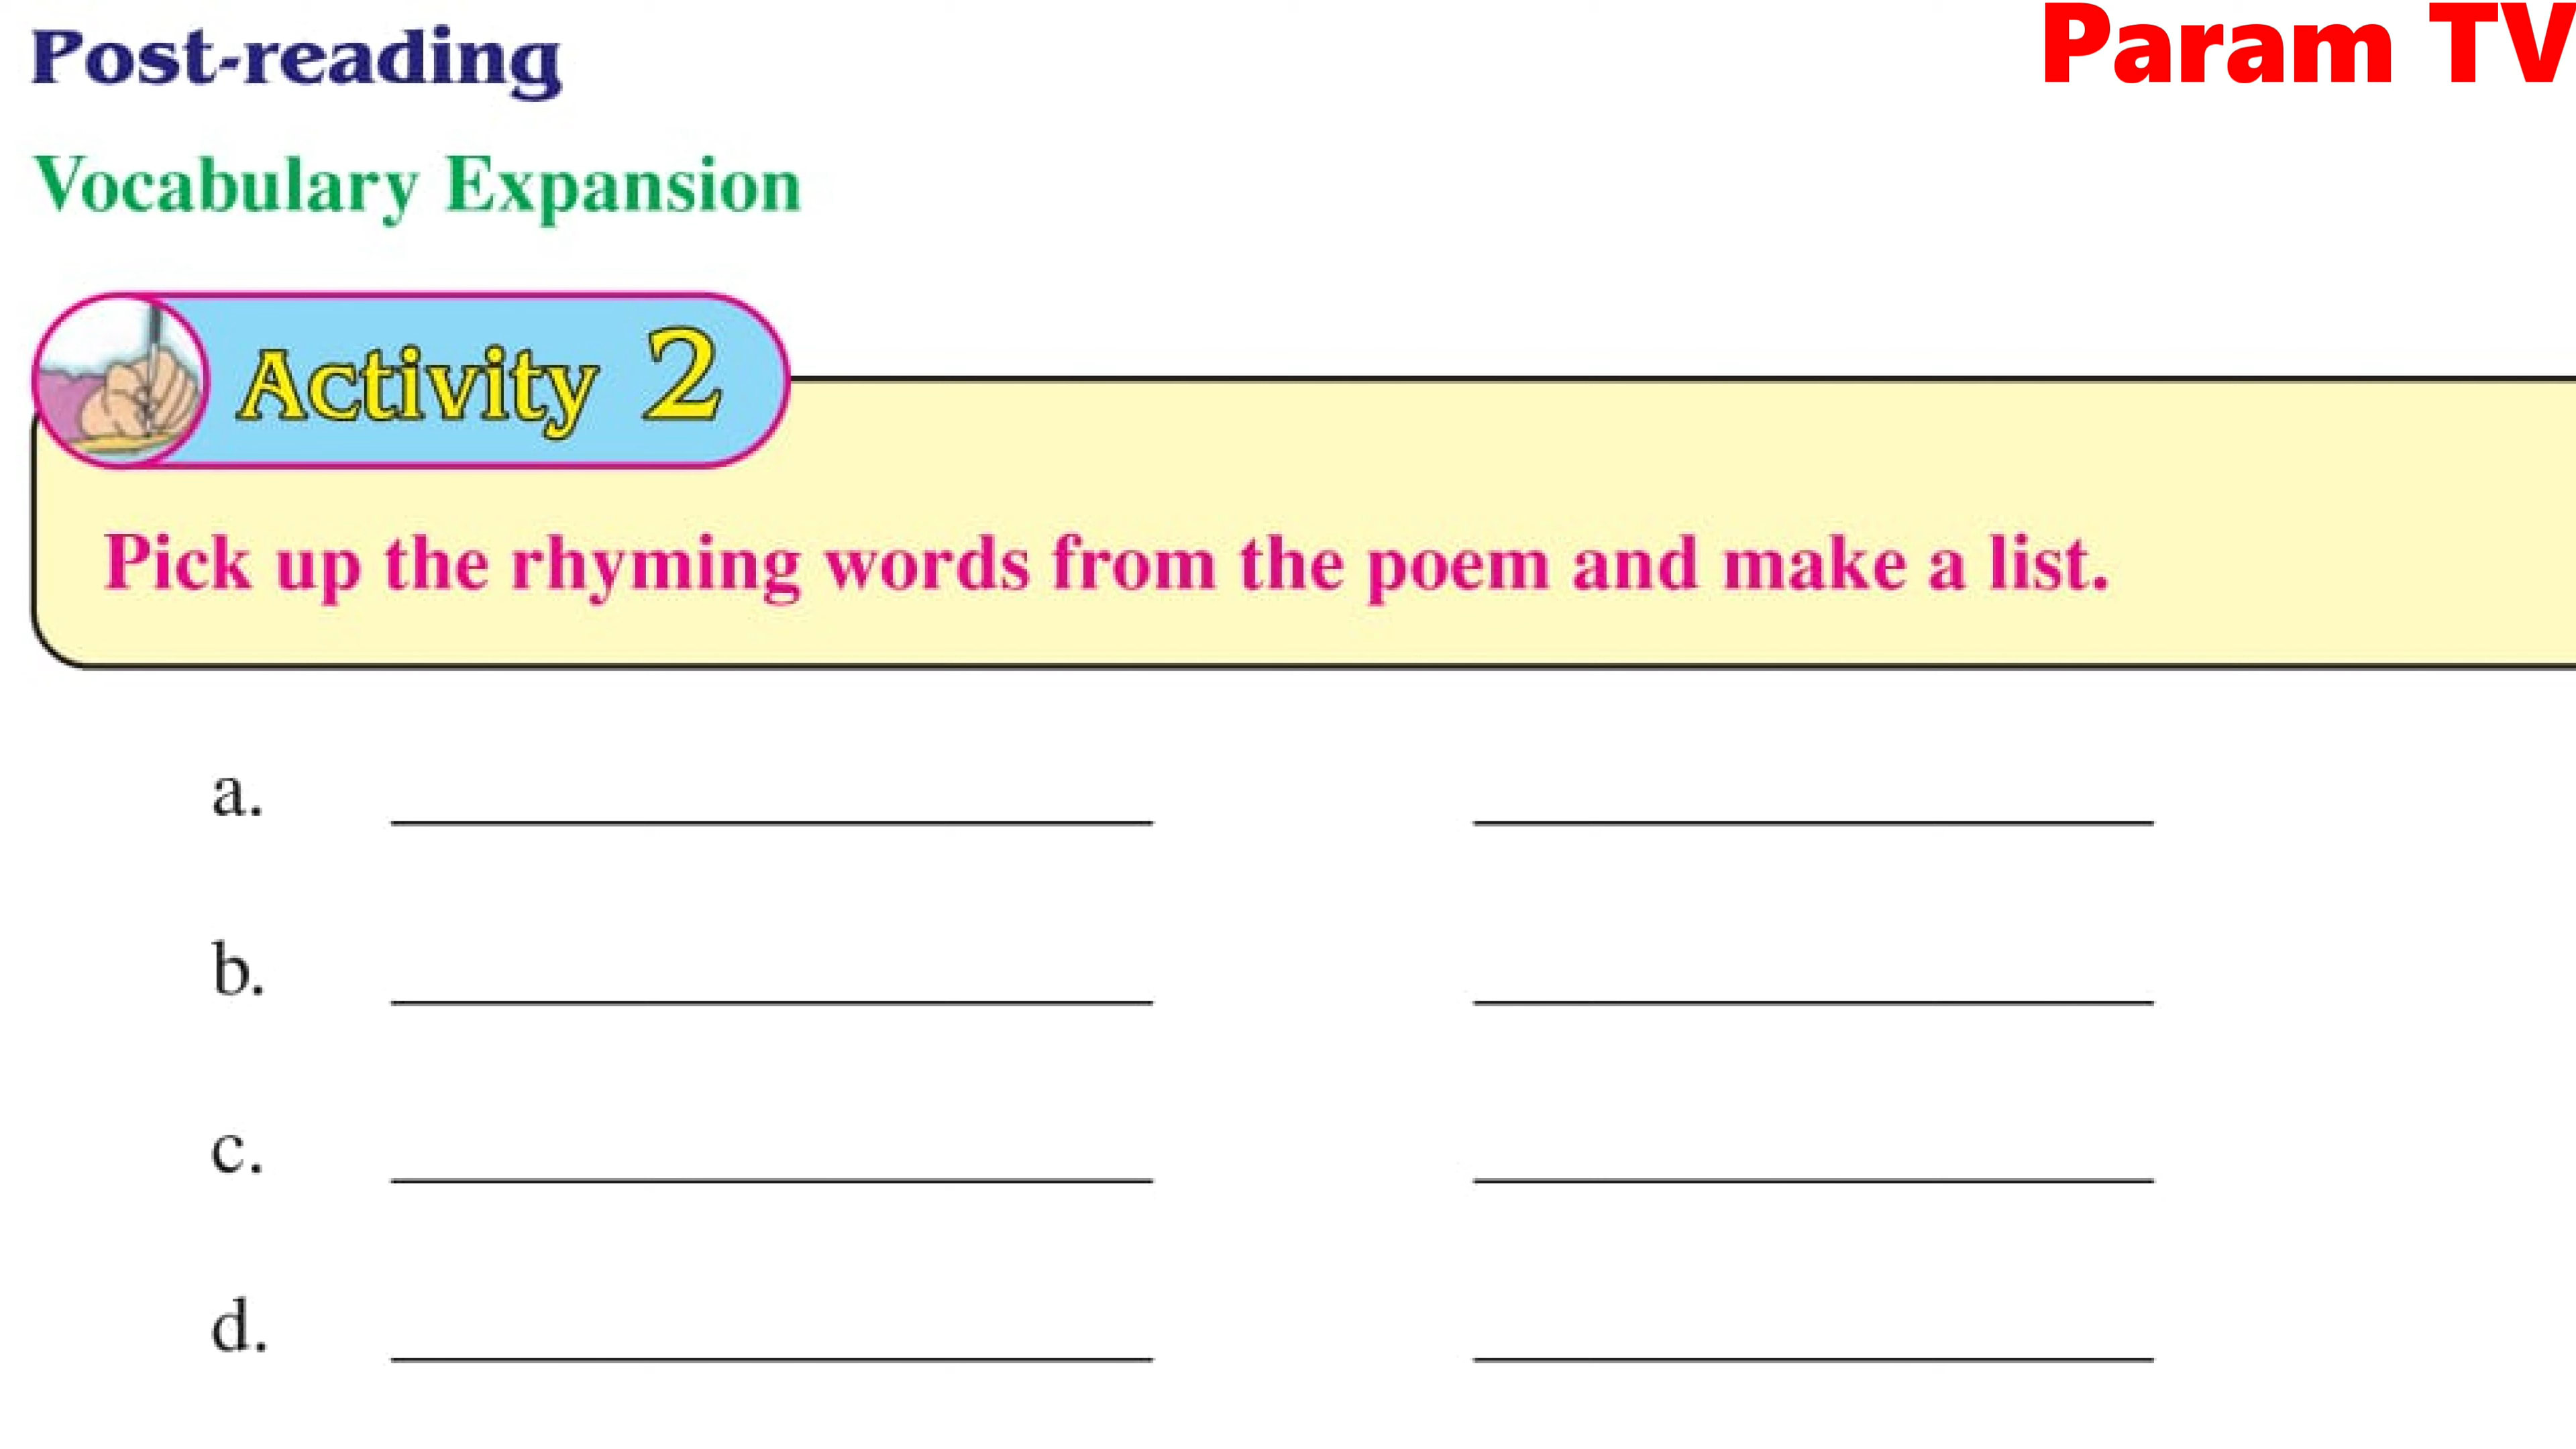 Post-reading
Param TV
Vocabulary Expansion
Activity 2
Pick up the rhyming words from the poem and make a list.
a.
b.
c.
d.